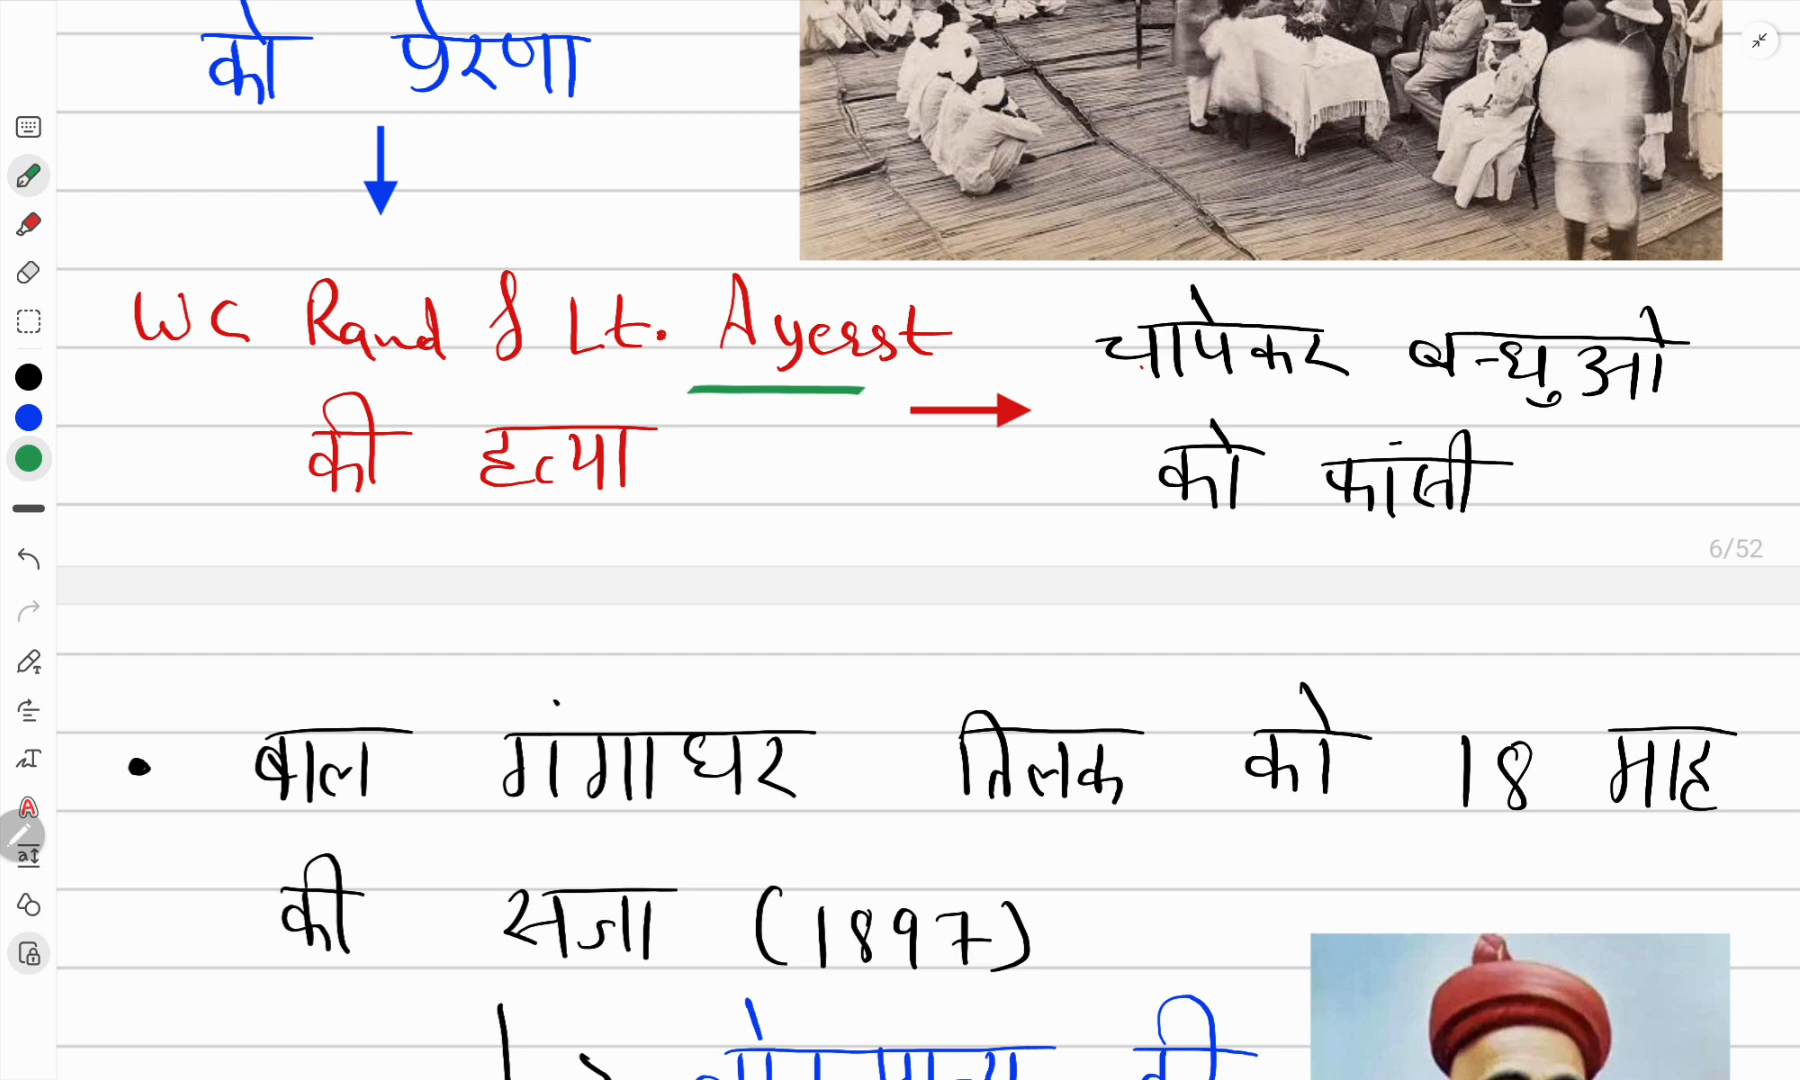 को प्रेरणा
WC Rand & Lt. Ayerst
की हत्या
चापेकर बन्धुओ
को फांसी
6/52
• बाल गंगाधर तिलक को 18 माह
की सजा (1897)
की